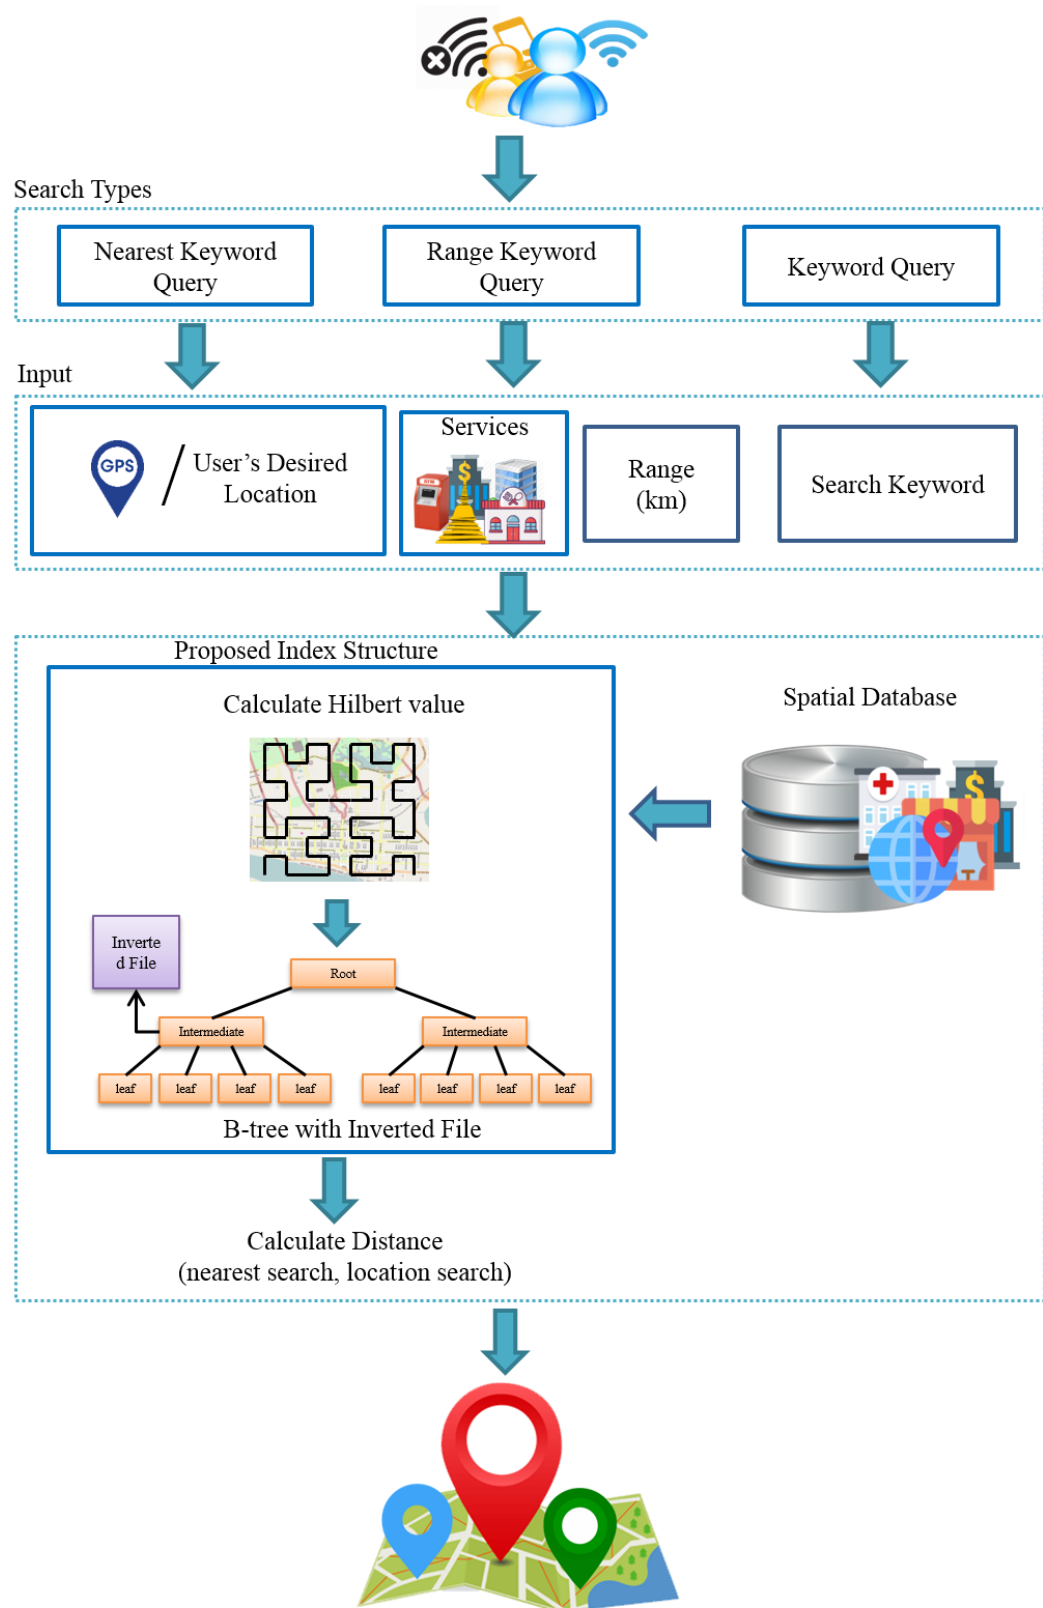 Search Types
Nearest Keyword
Query
Range Keyword
Query
Keyword Query
Input
GPS
User's Desired
Location
Services
ATM
$
Range
(km)
Search Keyword
Proposed Index Structure
Calculate Hilbert value
Spatial Database
$
Inverte
d File
Root
Intermediate
Intermediate
leaf
leaf
leaf
leaf
leaf
leaf
leaf
leaf
B-tree with Inverted File
Calculate Distance
(nearest search, location search)